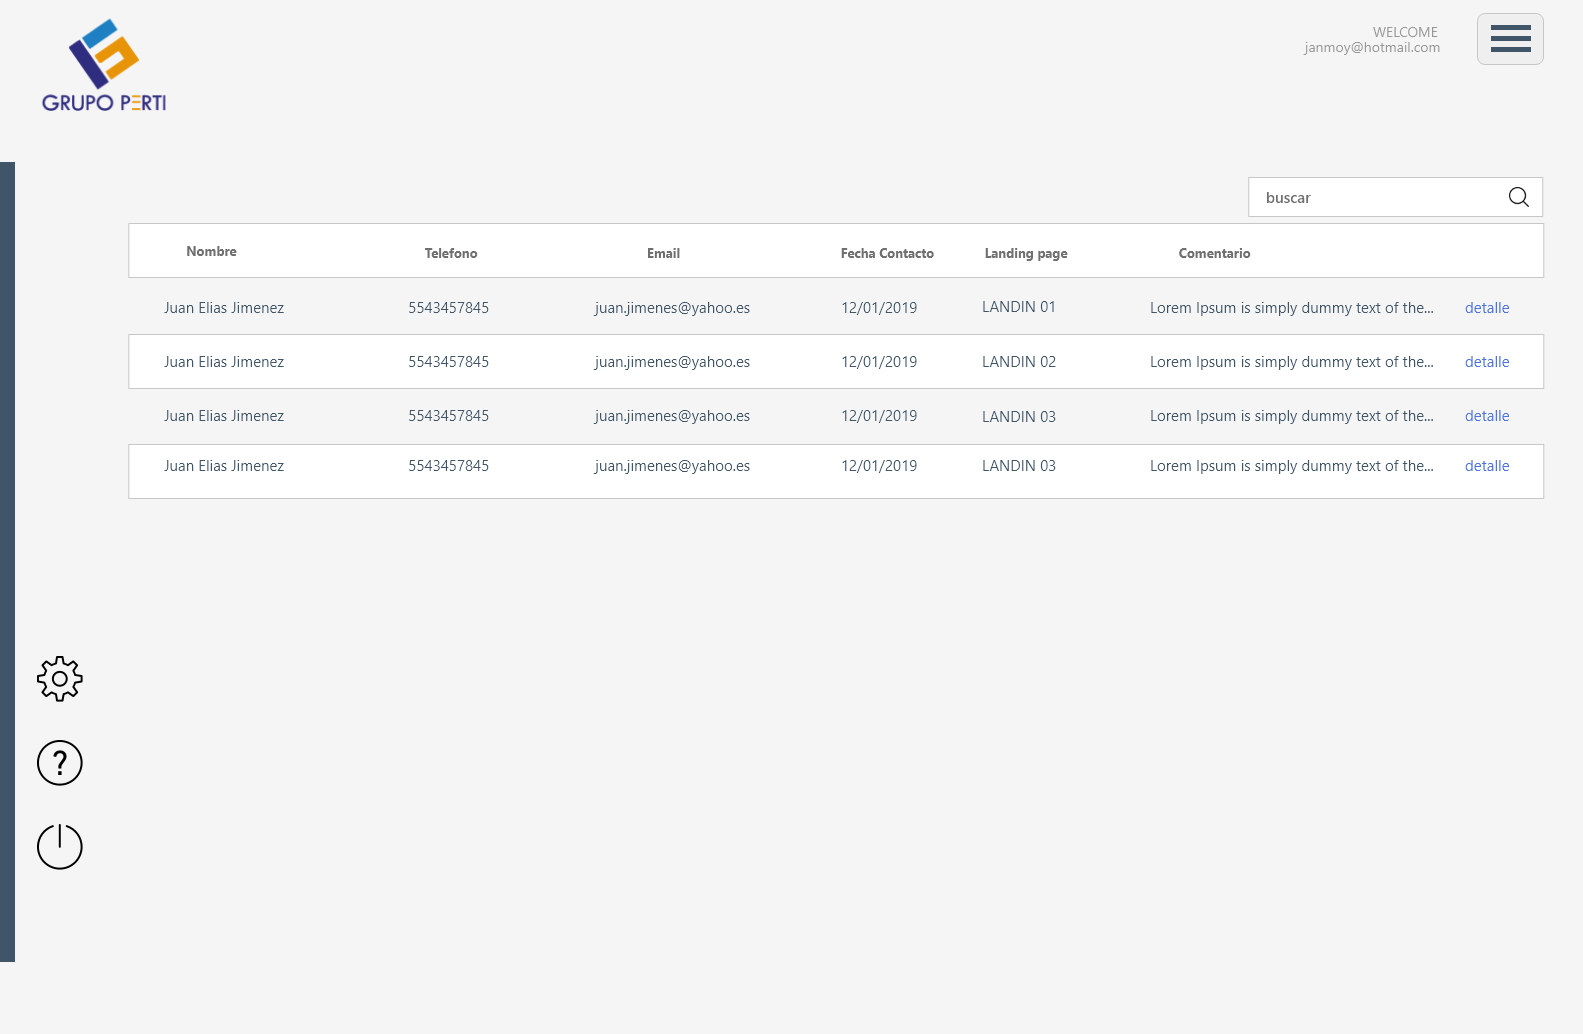 GRUPO PERTI
WELCOME
janmoy@hotmail.com
buscar
Nombre Telefono Email Fecha Contacto Landing page Comentario
Juan Elias Jimenez 5543457845 juan.jimenes@yahoo.es 12/01/2019 LANDIN 01 Lorem Ipsum is simply dummy text of the... detalle
Juan Elias Jimenez 5543457845 juan.jimenes@yahoo.es 12/01/2019 LANDIN 02 Lorem Ipsum is simply dummy text of the... detalle
Juan Elias Jimenez 5543457845 juan.jimenes@yahoo.es 12/01/2019 LANDIN 03 Lorem Ipsum is simply dummy text of the... detalle
Juan Elias Jimenez 5543457845 juan.jimenes@yahoo.es 12/01/2019 LANDIN 03 Lorem Ipsum is simply dummy text of the... detalle
?